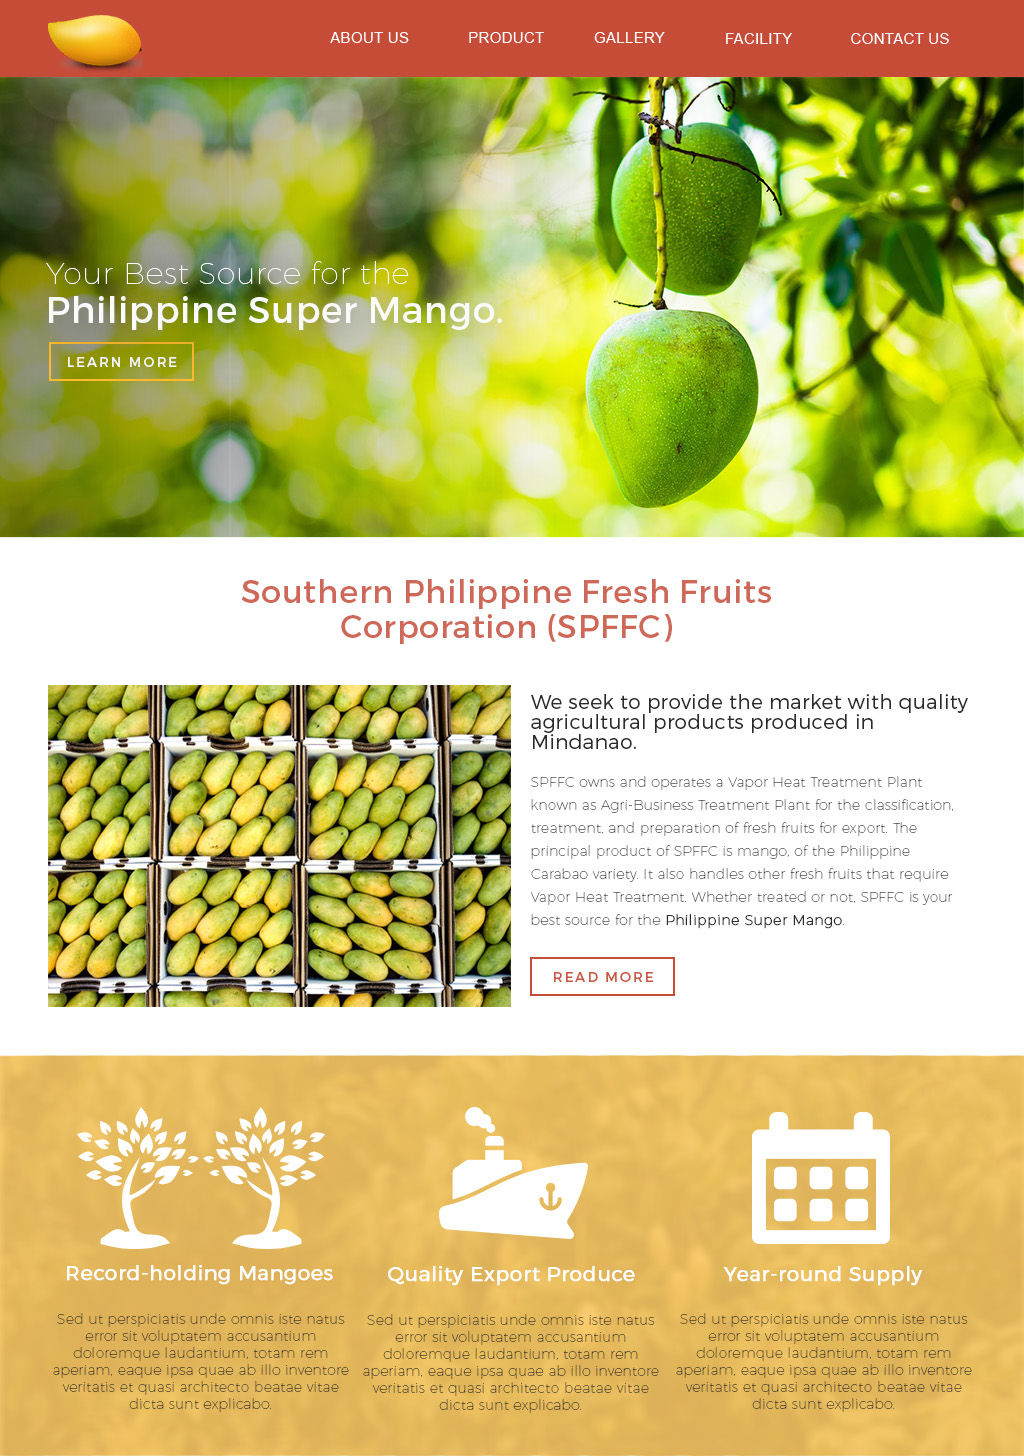 ABOUT US PRODUCT GALLERY FACILITY CONTACT US
Your Best Source for the
Philippine Super Mango.
LEARN MORE
Southern Philippine Fresh Fruits
Corporation (SPFFC)
We seek to provide the market with quality
agricultural products produced in
Mindanao.
SPFFC owns and operates a Vapor Heat Treatment Plant
known as Agri-Business Treatment Plant for the classification,
treatment, and preparation of fresh fruits for export. The
principal product of SPFFC is mango, of the Philippine
Carabao variety. It also handles other fresh fruits that require
Vapor Heat Treatment. Whether treated or not, SPFFC is your
best source for the Philippine Super Mango.
READ MORE
Record-holding Mangoes
Sed ut perspiciatis unde omnis iste natus
error sit voluptatem accusantium
doloremque laudantium, totam rem
aperiam, eaque ipsa quae ab illo inventore
veritatis et quasi architecto beatae vitae
dicta sunt explicabo.
Quality Export Produce
Sed ut perspiciatis unde omnis iste natus
error sit voluptatem accusantium
doloremque laudantium, totam rem
aperiam, eaque ipsa quae ab illo inventore
veritatis et quasi architecto beatae vitae
dicta sunt explicabo.
Year-round Supply
Sed ut perspiciatis unde omnis iste natus
error sit voluptatem accusantium
doloremque laudantium, totam rem
aperiam, eaque ipsa quae ab illo inventore
veritatis et quasi architecto beatae vitae
dicta sunt explicabo.